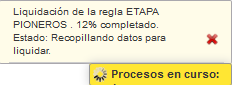 Liquidación de la regla ETAPA
PIONEROS . 12% completado.
Estado: Recopillando datos para
liquidar.
Procesos en curso: